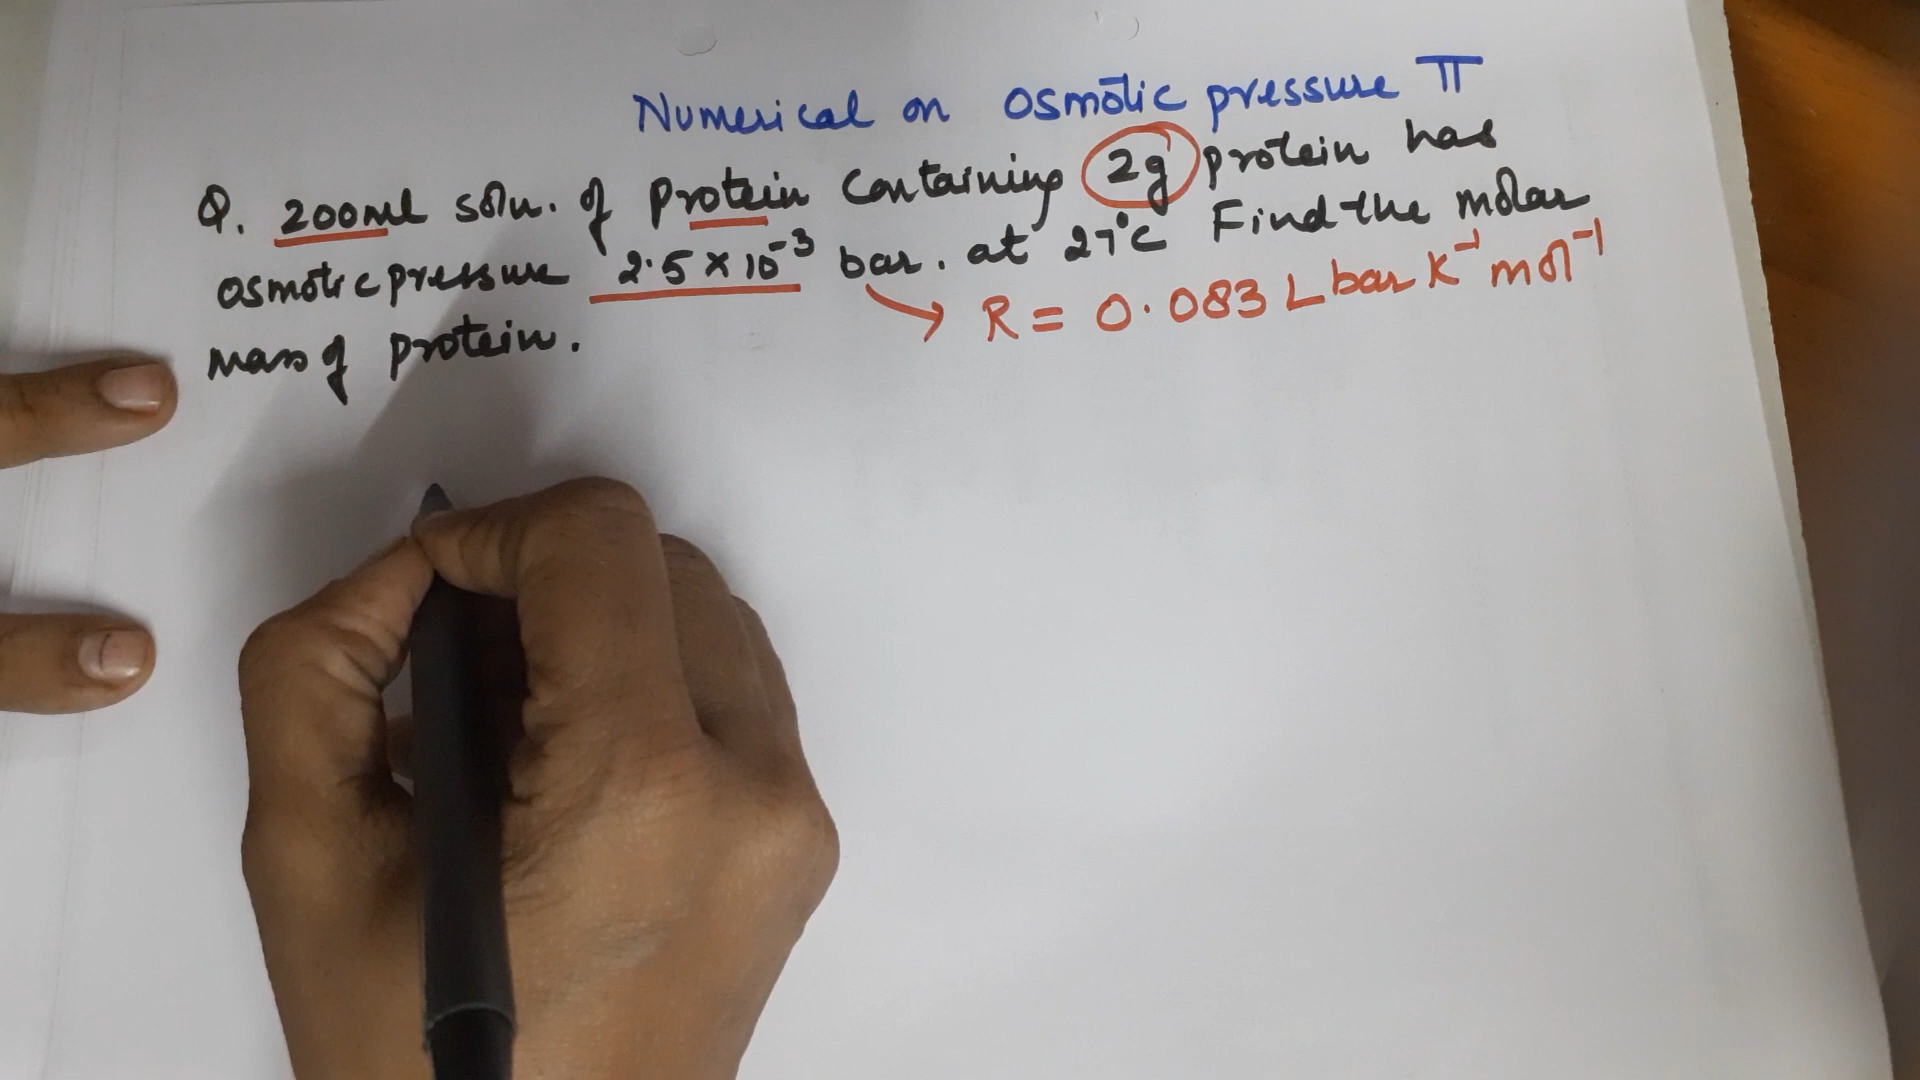 Numerical on osmotic pressure π
Q. 200ml soln. of protein containing 2g protein has
osmotic pressure 2.5 × 10⁻³ bar. at 27°C Find the molar
mass of protein.
→ R = 0.083 L bar K⁻¹ mol⁻¹